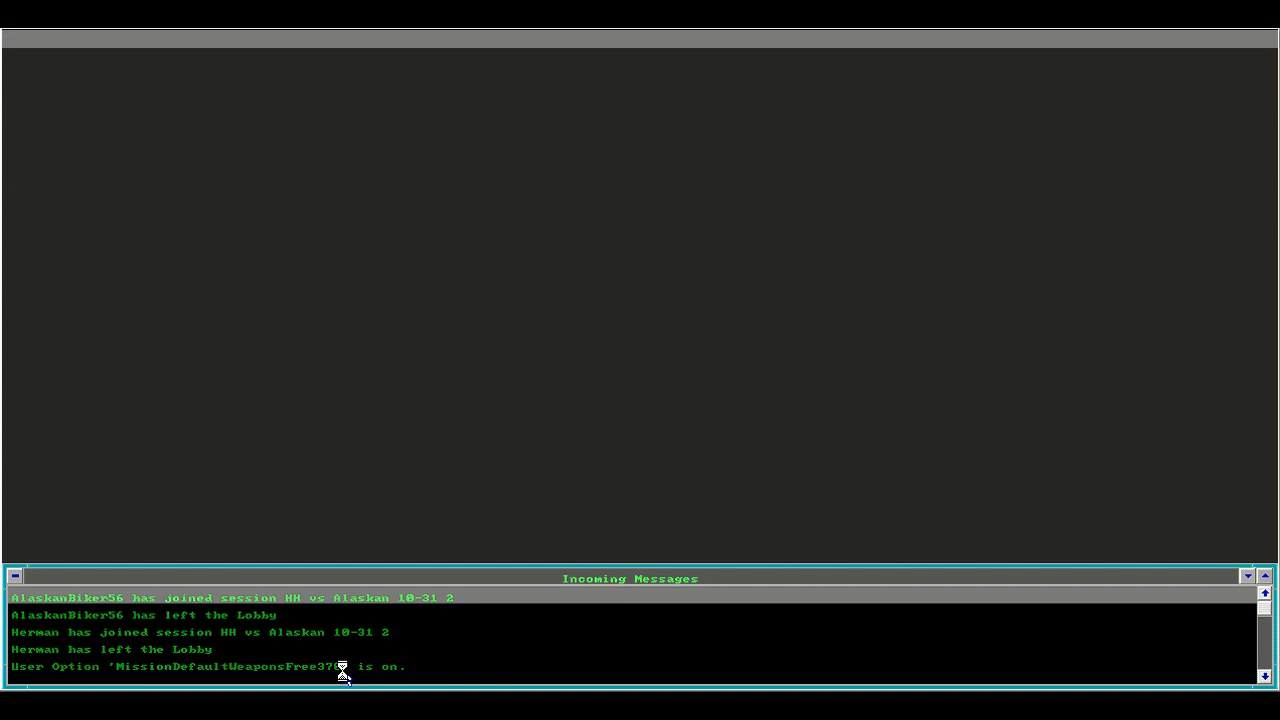 Incoming Messages
AlaskanBiker56 has joined session HH vs Alaskan 10-31 2
AlaskanBiker56 has left the Lobby
Herman has joined session HH vs Alaskan 10-31 2
Herman has left the Lobby
User Option is on.